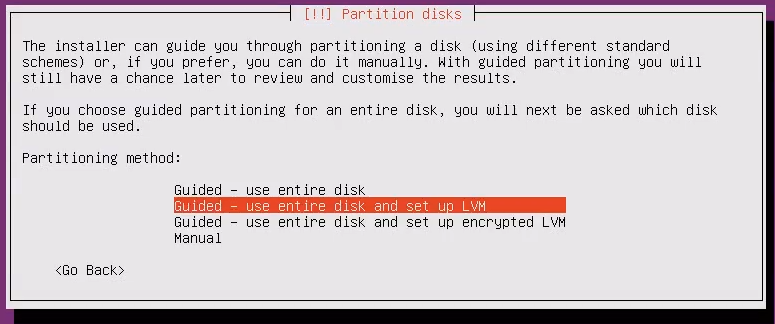 [!!] Partition disks
The installer can guide you through partitioning a disk (using different standard
schemes) or, if you prefer, you can do it manually. With guided partitioning you will
still have a chance later to review and customise the results.
If you choose guided partitioning for an entire disk, you will next be asked which disk
should be used.
Partitioning method:
Guided - use entire disk
Guided - use entire disk and set up LVM
Guided - use entire disk and set up encrypted LVM
Manual
<Go Back>